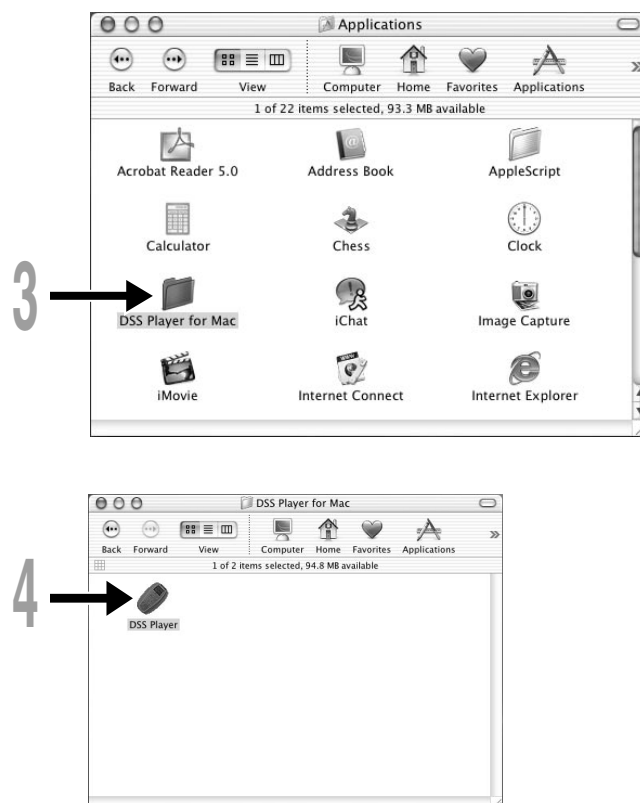 Applications
Back Forward View Computer Home Favorites Applications
1 of 22 items selected, 93.3 MB available
Acrobat Reader 5.0 Address Book AppleScript
Calculator Chess Clock
3
DSS Player for Mac iChat Image Capture
iMovie Internet Connect Internet Explorer
DSS Player for Mac
Back Forward View Computer Home Favorites Applications
1 of 2 items selected, 94.8 MB available
4
DSS Player